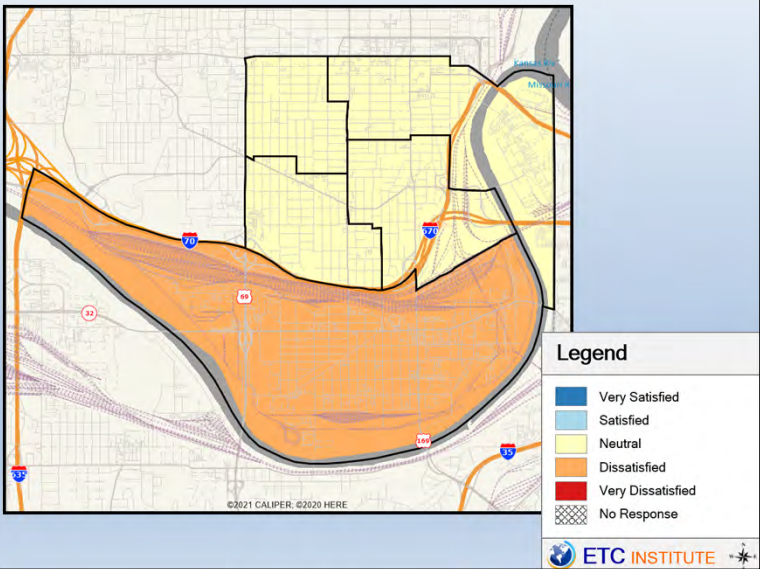 Kansas
Missouri
70
670
69
32
169
35
635
©2021 CALIPER; ©2020 HERE
Legend
Very Satisfied
Satisfied
Neutral
Dissatisfied
Very Dissatisfied
No Response
ETC INSTITUTE